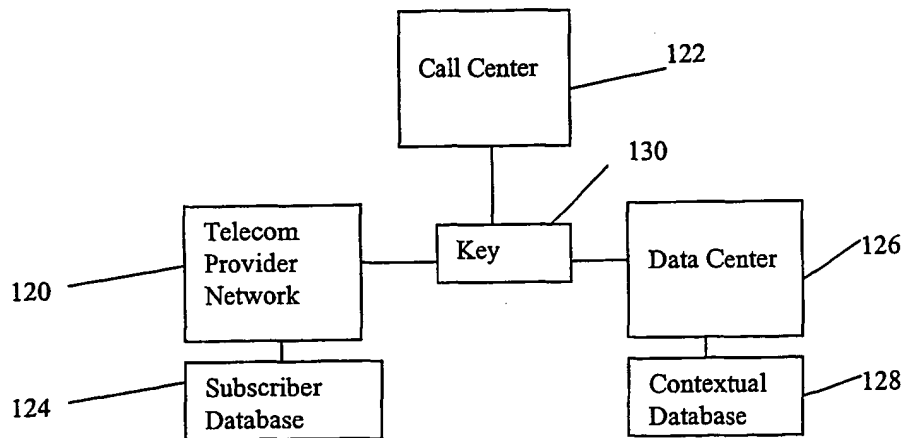 Call Center
122
130
Telecom
Provider
Network
Key
Data Center
126
120
Subscriber
Database
124
Contextual
Database
128